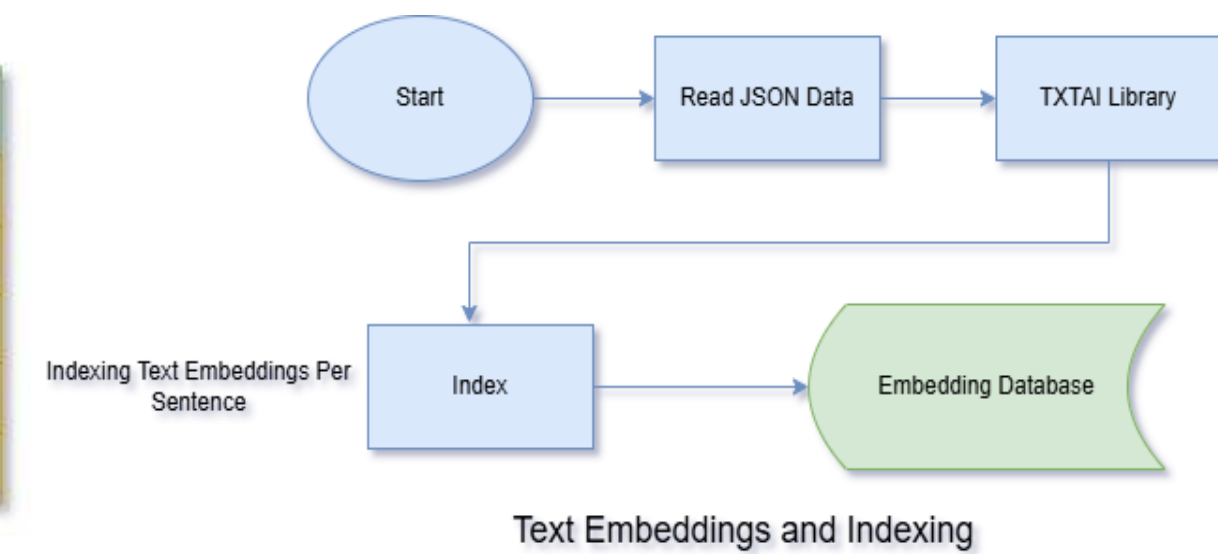 Start
Read JSON Data
TXTAI Library
Indexing Text Embeddings Per
Sentence
Index
Embedding Database
Text Embeddings and Indexing